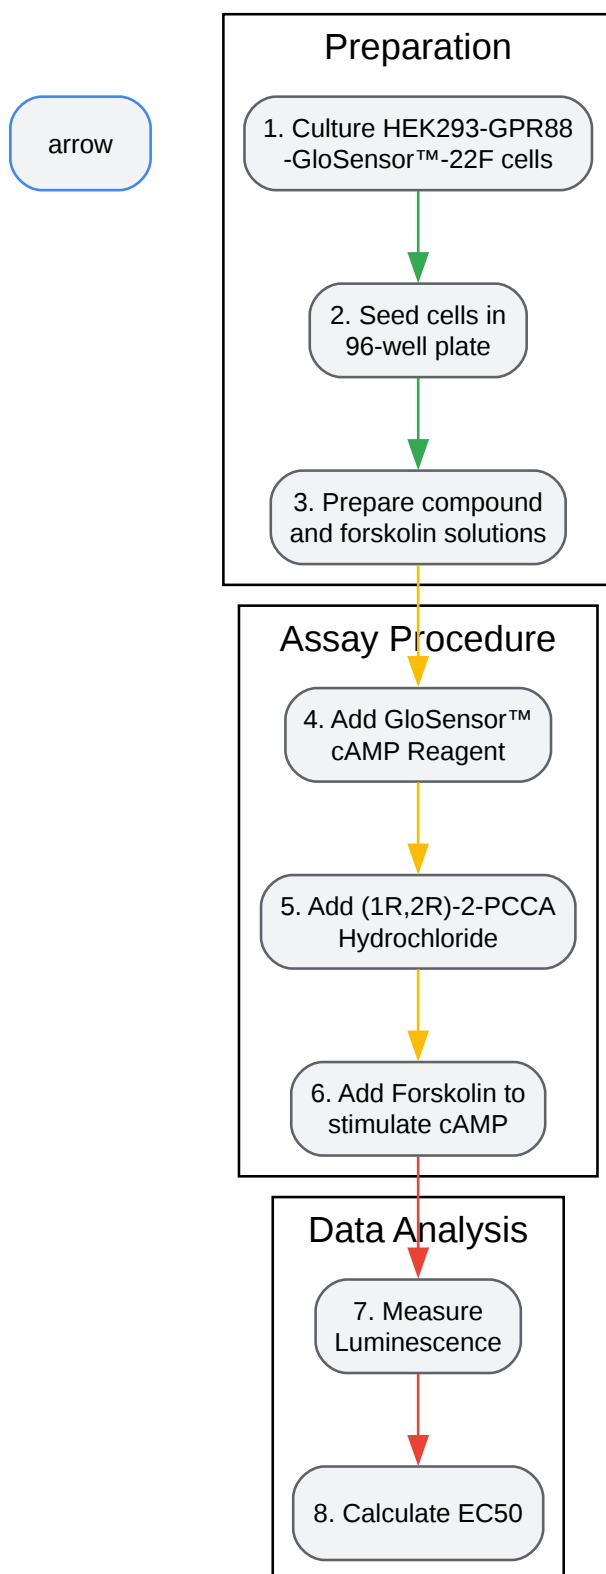 Preparation
arrow
1. Culture HEK293-GPR88
-GloSensor™-22F cells
2. Seed cells in
96-well plate
3. Prepare compound
and forskolin solutions
Assay Procedure
4. Add GloSensor™
cAMP Reagent
5. Add (1R,2R)-2-PCCA
Hydrochloride
6. Add Forskolin to
stimulate cAMP
Data Analysis
7. Measure
Luminescence
8. Calculate EC50